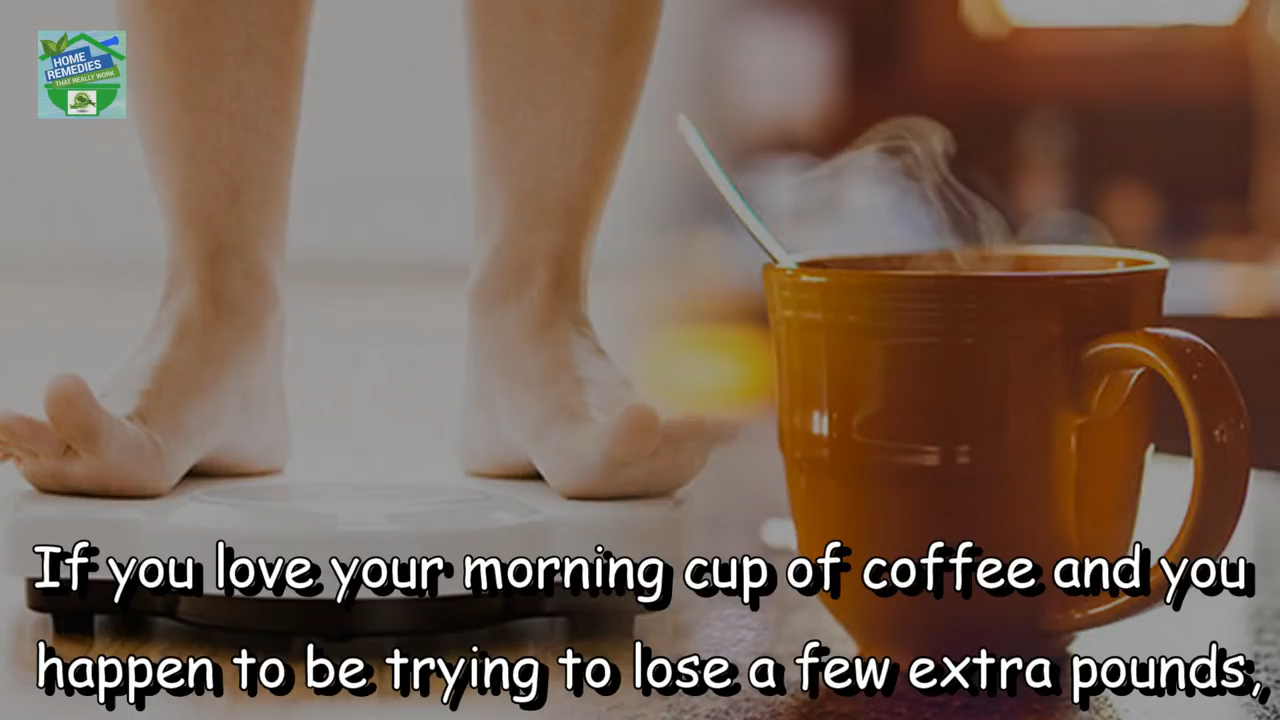 HOME
REMEDIES
THAT REALLY WORK
If you love your morning cup of coffee and you
happen to be trying to lose a few extra pounds,